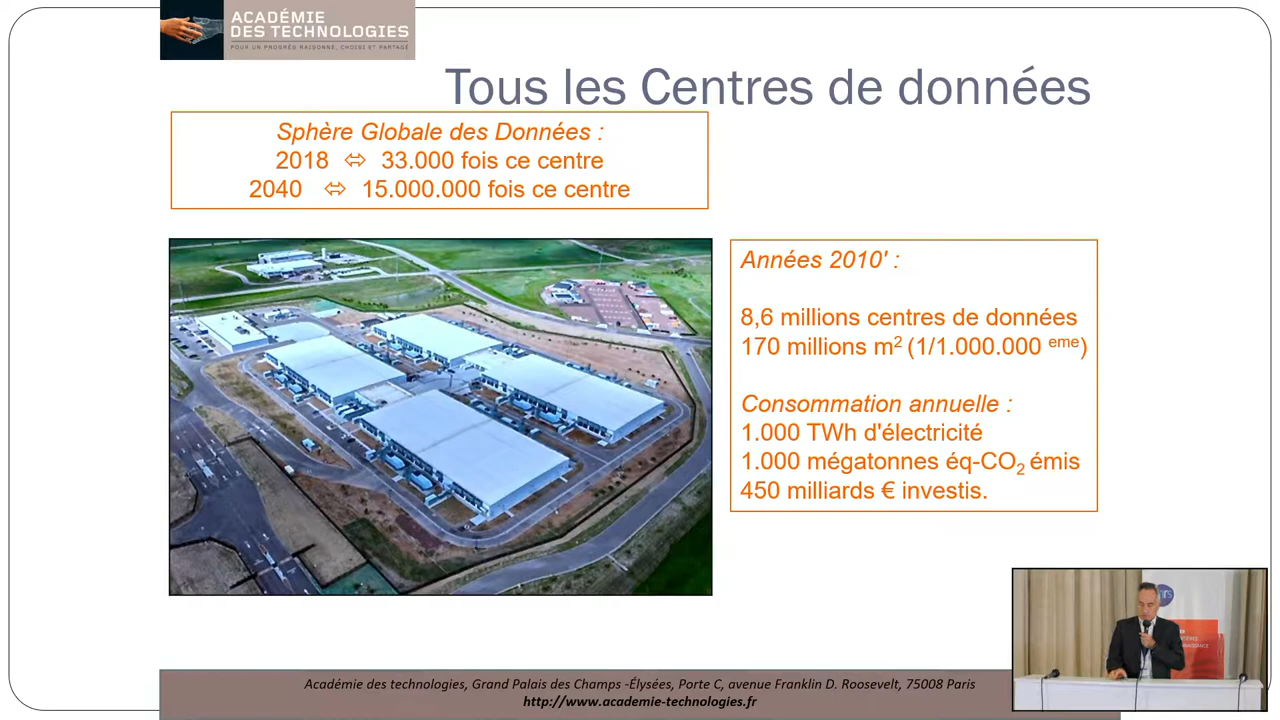 ACADÉMIE
DES TECHNOLOGIES
POUR UN PROGRÈS RAISONNÉ, CHOISI ET PARTAGÉ
Tous les Centres de données
Sphère Globale des Données :
2018 ⬄ 33.000 fois ce centre
2040 ⬄ 15.000.000 fois ce centre
Années 2010' :
8,6 millions centres de données
170 millions m² (1/1.000.000 eme)
Consommation annuelle :
1.000 TWh d'électricité
1.000 mégatonnes éq-CO₂ émis
450 milliards € investis.
Académie des technologies, Grand Palais des Champs -Élysées, Porte C, avenue Franklin D. Roosevelt, 75008 Paris
http://www.academie-technologies.fr